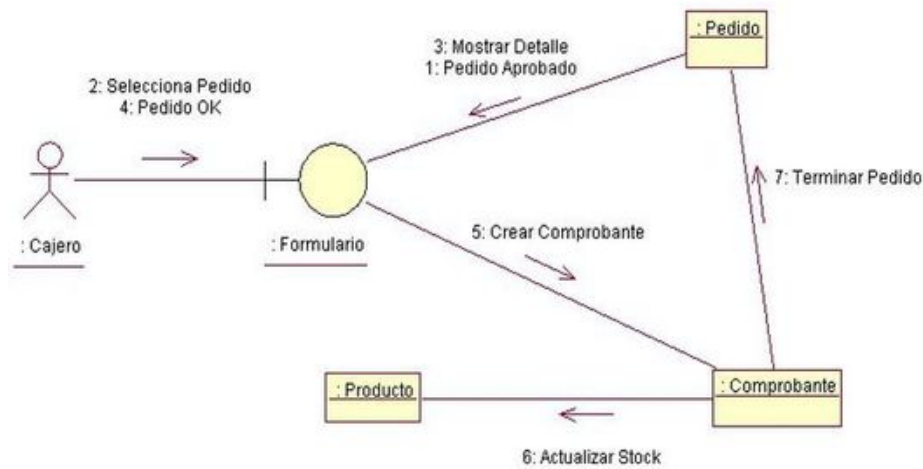 : Pedido
3: Mostrar Detalle
1: Pedido Aprobado
2: Selecciona Pedido
4: Pedido OK
7: Terminar Pedido
: Cajero
: Formulario
5: Crear Comprobante
: Producto
: Comprobante
6: Actualizar Stock